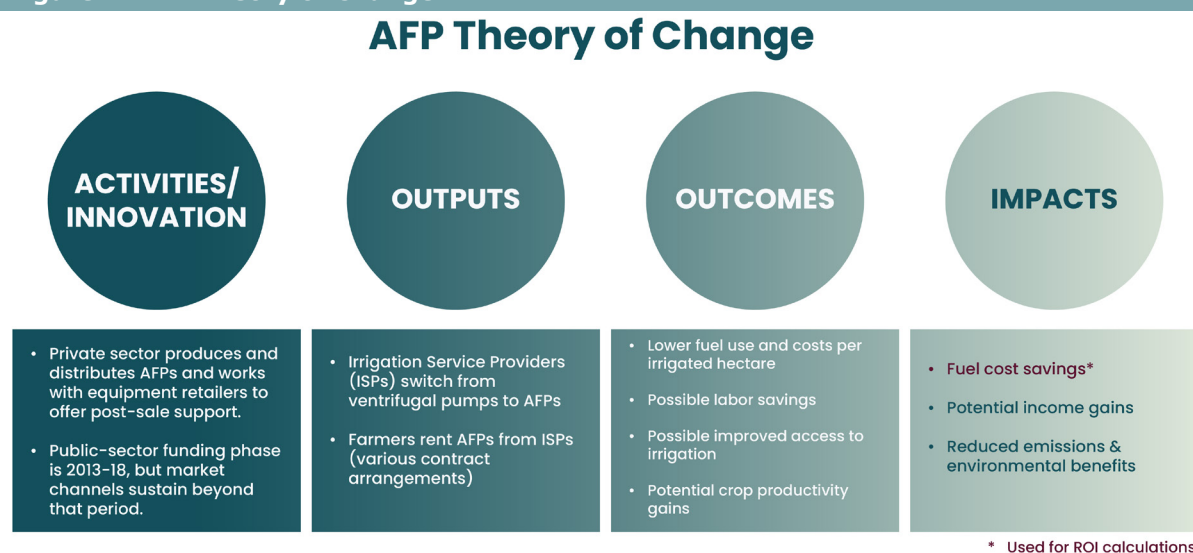 AFP Theory of Change
ACTIVITIES/
INNOVATION
OUTPUTS
OUTCOMES
IMPACTS
• Private sector produces and
distributes AFPs and works
with equipment retailers to
offer post-sale support.
• Public-sector funding phase
is 2013-18, but market
channels sustain beyond
that period.
• Irrigation Service Providers
(ISPs) switch from
ventrifugal pumps to AFPs
• Farmers rent AFPs from ISPs
(various contract
arrangements)
• Lower fuel use and costs per
irrigated hectare
• Possible labor savings
• Possible improved access to
irrigation
• Potential crop productivity
gains
• Fuel cost savings*
• Potential income gains
• Reduced emissions &
environmental benefits
* Used for ROI calculations